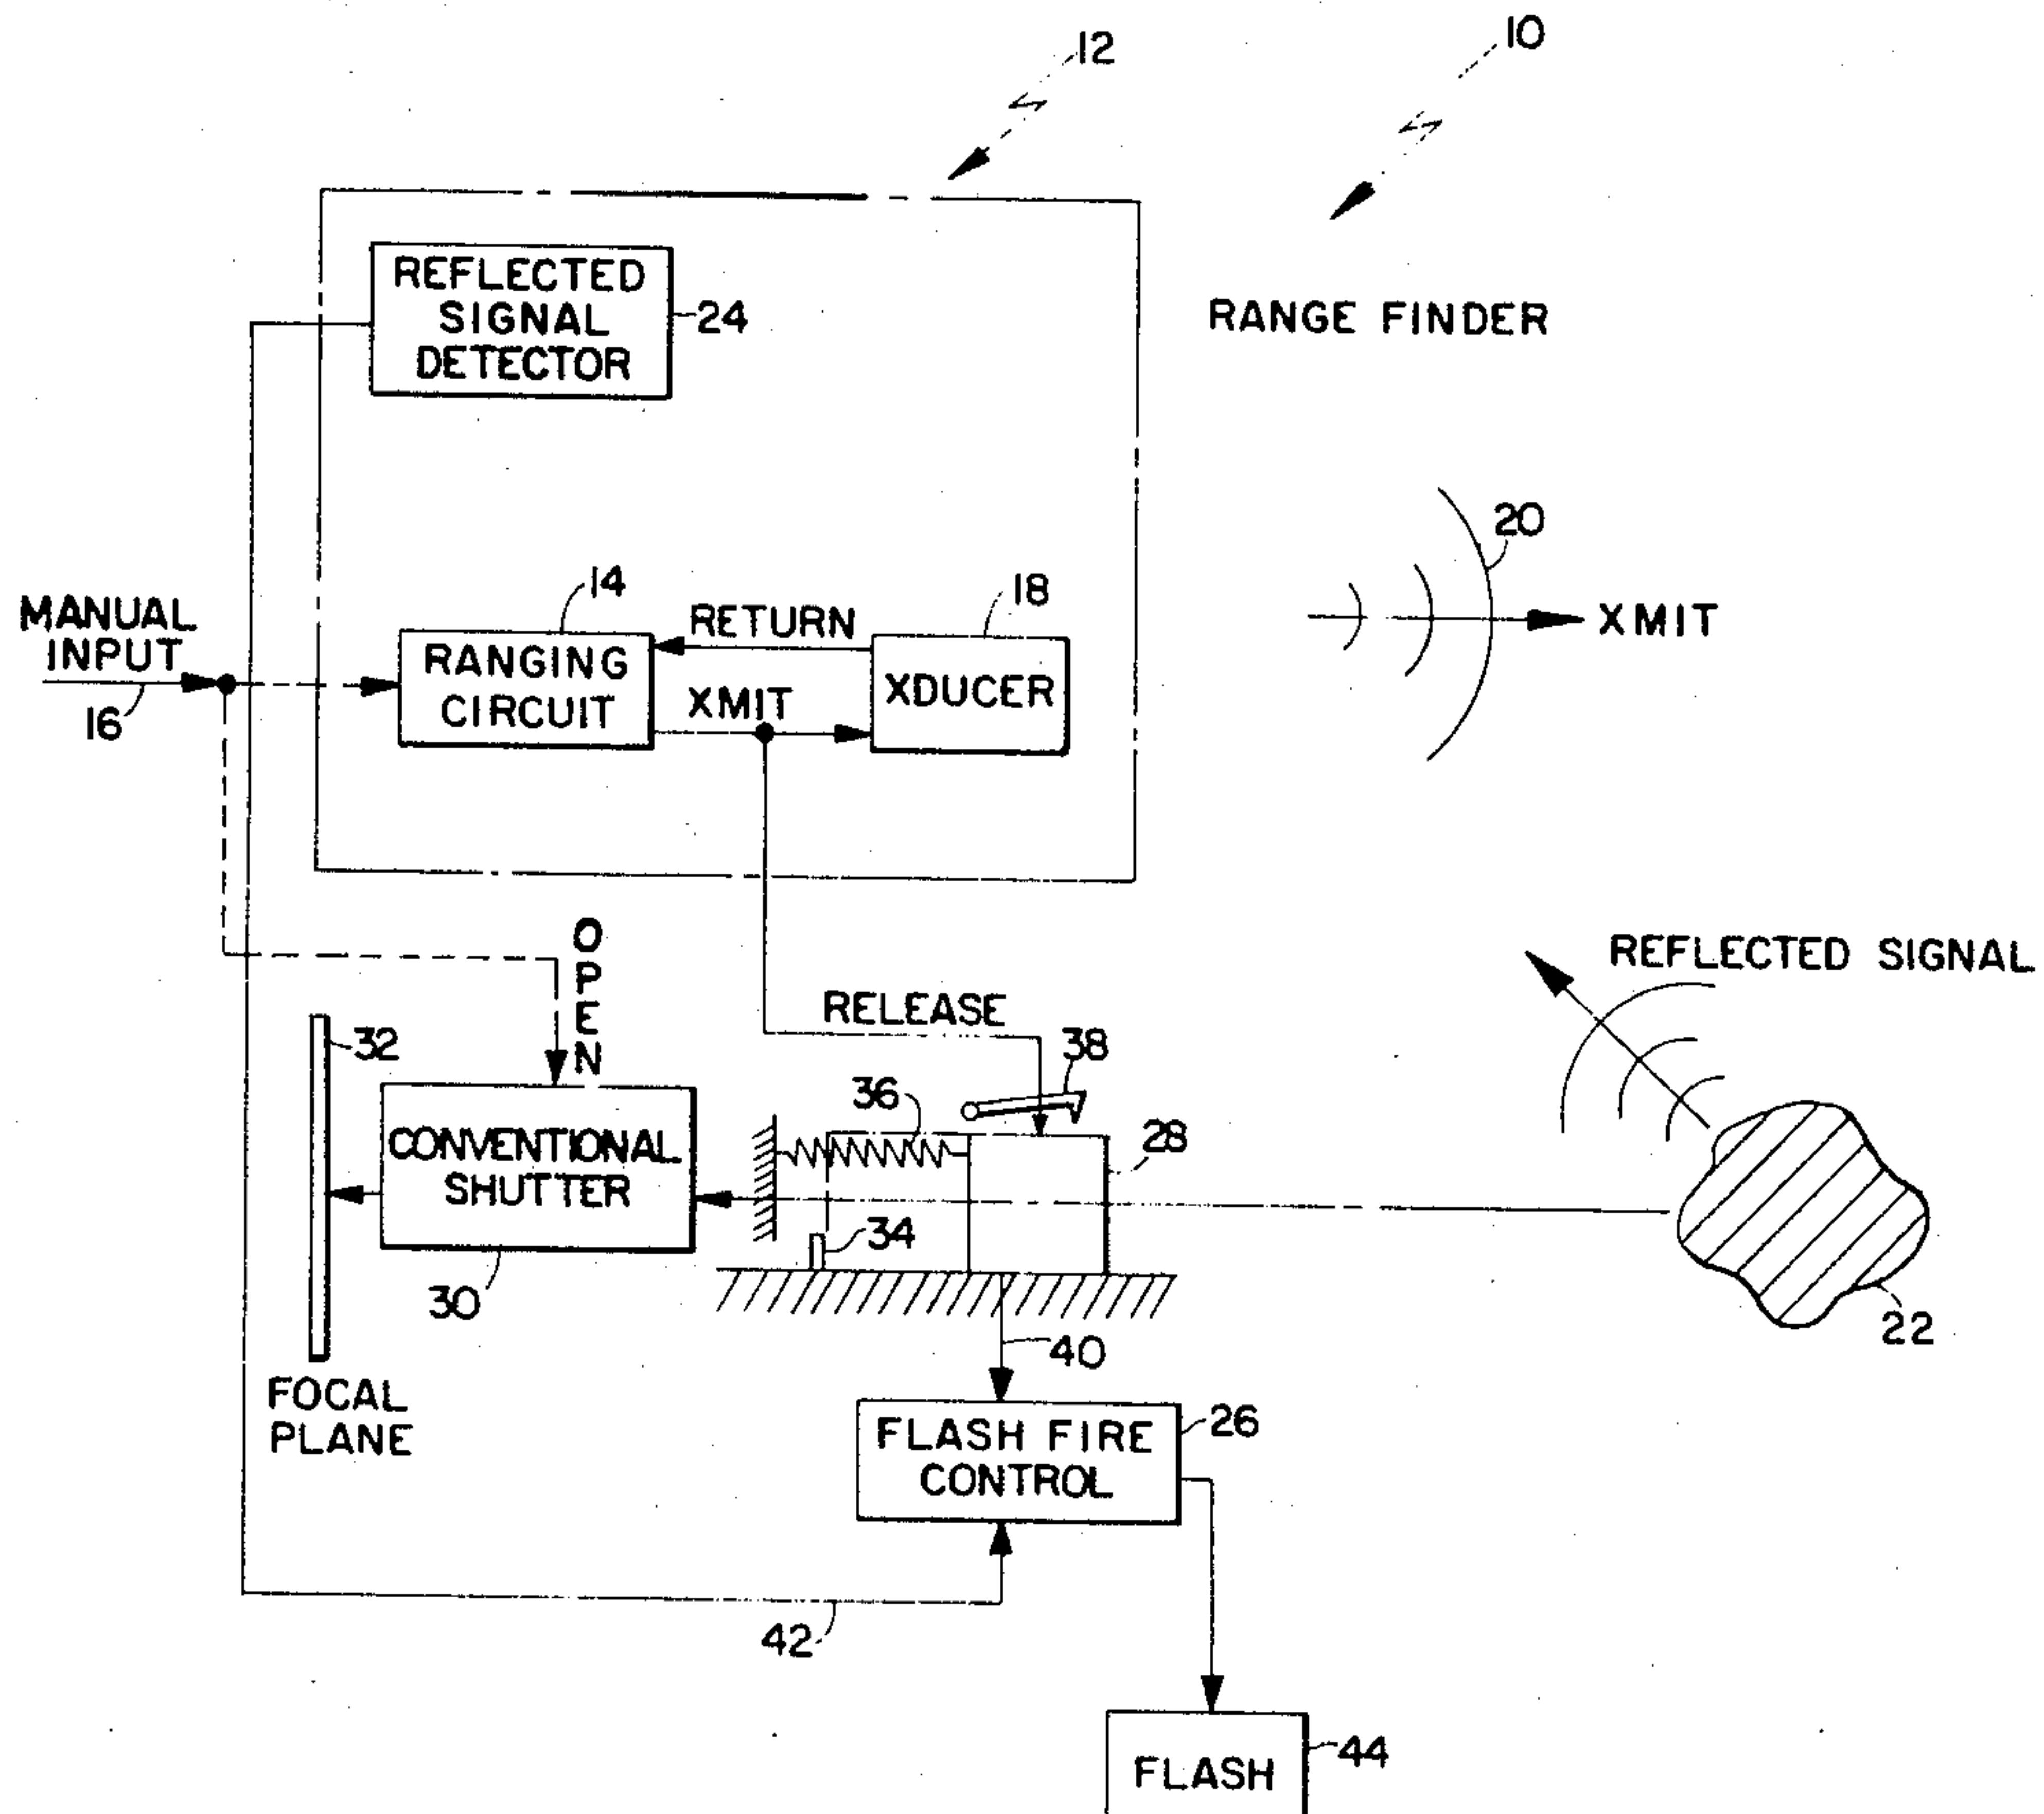 12
10
REFLECTED
SIGNAL
DETECTOR
24
RANGE FINDER
20
XMIT
MANUAL
INPUT
16
14
RETURN
18
RANGING
CIRCUIT
XMIT
XDUCER
OPEN
RELEASE
REFLECTED SIGNAL
32
38
36
28
CONVENTIONAL
SHUTTER
34
30
22
40
FOCAL
PLANE
26
FLASH FIRE
CONTROL
42
44
FLASH